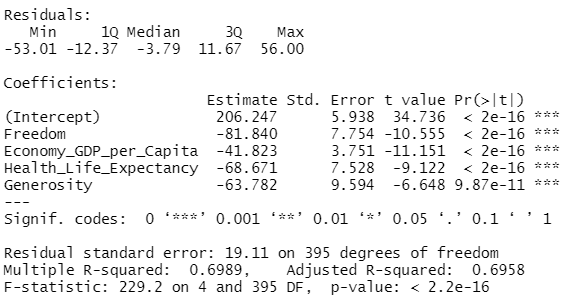 Residuals:
Min 1Q Median 3Q Max
-53.01 -12.37 -3.79 11.67 56.00
Coefficients:
Estimate Std. Error t value Pr(>|t|)
(Intercept) 206.247 5.938 34.736 < 2e-16 ***
Freedom -81.840 7.754 -10.555 < 2e-16 ***
Economy_GDP_per_Capita -41.823 3.751 -11.151 < 2e-16 ***
Health_Life_Expectancy -68.671 7.528 -9.122 < 2e-16 ***
Generosity -63.782 9.594 -6.648 9.87e-11 ***
---
Signif. codes: 0 ‘***’ 0.001 ‘**’ 0.01 ‘*’ 0.05 ‘.’ 0.1 ‘ ’ 1
Residual standard error: 19.11 on 395 degrees of freedom
Multiple R-squared: 0.6989, Adjusted R-squared: 0.6958
F-statistic: 229.2 on 4 and 395 DF, p-value: < 2.2e-16